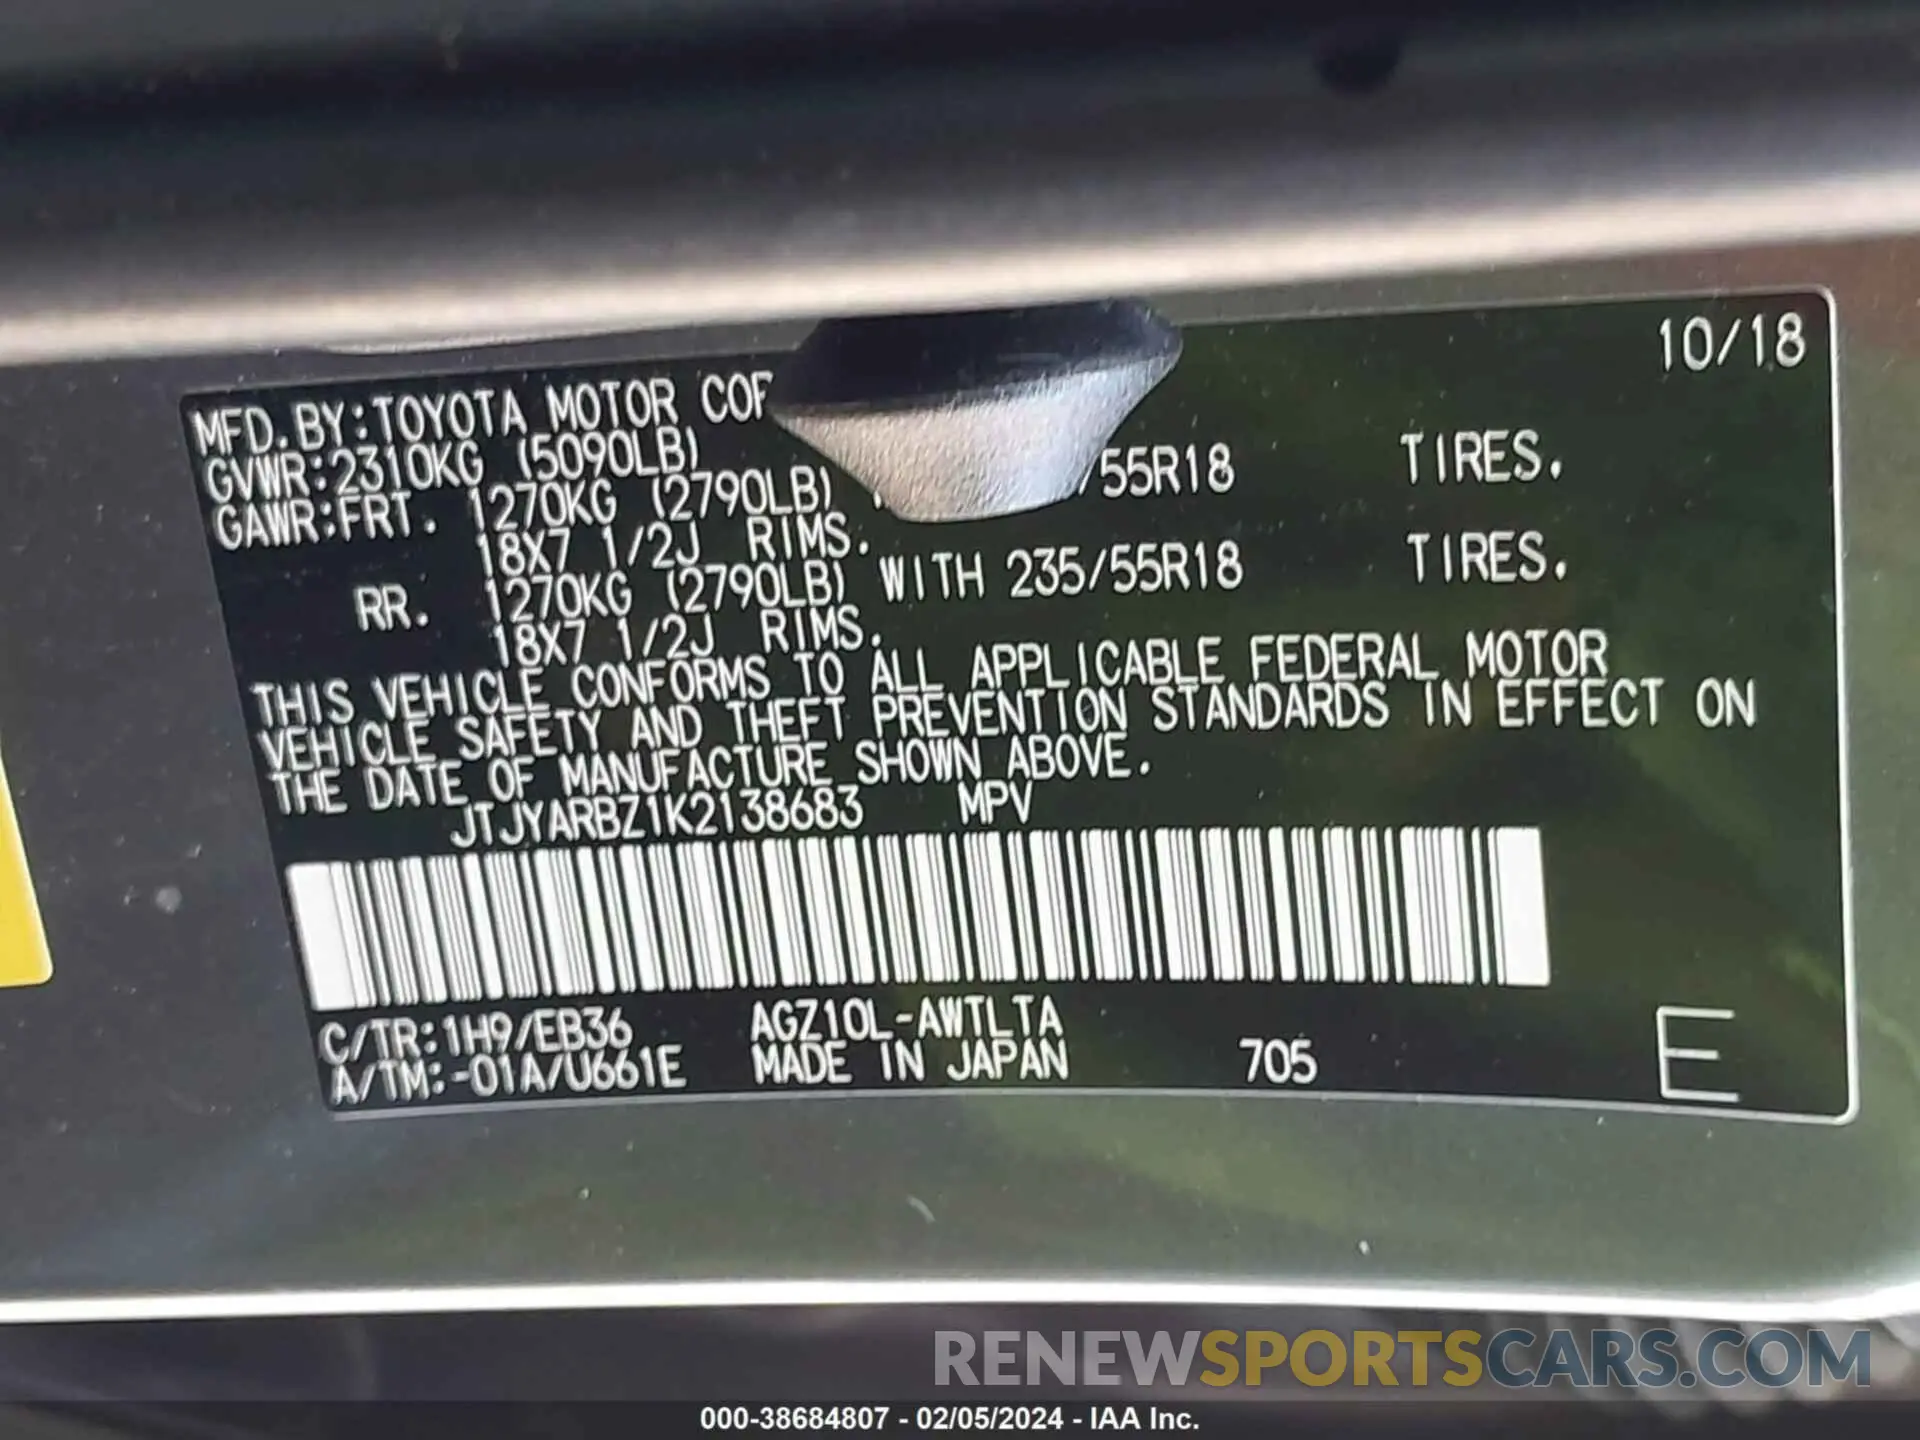 10/18
MFD.BY:TOYOTA MOTOR
GVWR:2310KG (5090LB)
GAWR:FRT. 1270KG (2790LB) /55R18 TIRES.
18X7 1/2J RIMS.
RR. 1270KG (2790LB) WITH 235/55R18 TIRES.
18X7 1/2J RIMS.
THIS VEHICLE CONFORMS TO ALL APPLICABLE FEDERAL MOTOR
VEHICLE SAFETY AND THEFT PREVENTION STANDARDS IN EFFECT ON
THE DATE OF MANUFACTURE SHOWN ABOVE.
JTJYARBZ1K2138683 MPV
C/TR:1H9/EB36 AGZ10L-AWTLTA
A/TM:-01A/U661E MADE IN JAPAN 705 E
RENEWSPORTSCARS.COM
000-38684807 - 02/05/2024 - IAA Inc.